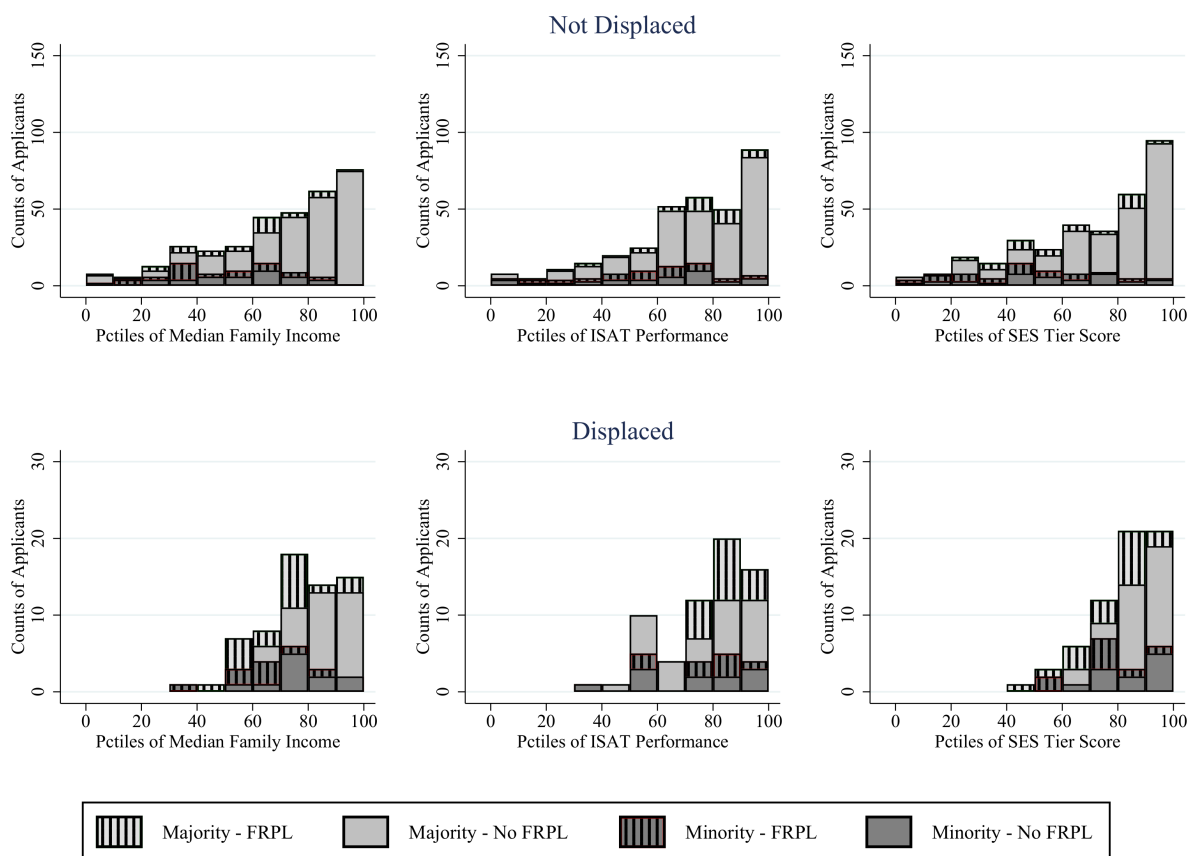 Not Displaced
Counts of Applicants
150
100
50
0
0 20 40 60 80 100
Pctiles of Median Family Income
Counts of Applicants
150
100
50
0
0 20 40 60 80 100
Pctiles of ISAT Performance
Counts of Applicants
150
100
50
0
0 20 40 60 80 100
Pctiles of SES Tier Score
Displaced
Counts of Applicants
30
20
10
0
0 20 40 60 80 100
Pctiles of Median Family Income
Counts of Applicants
30
20
10
0
0 20 40 60 80 100
Pctiles of ISAT Performance
Counts of Applicants
30
20
10
0
0 20 40 60 80 100
Pctiles of SES Tier Score
Majority - FRPL Majority - No FRPL Minority - FRPL Minority - No FRPL